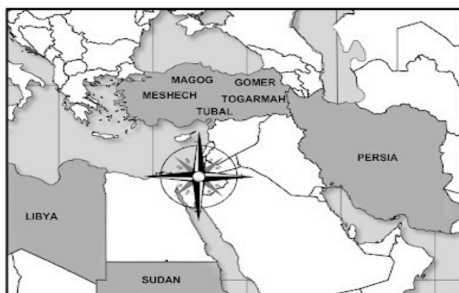 MAGOG
GOMER
MESHECH
TOGARMAH
TUBAL
PERSIA
LIBYA
SUDAN